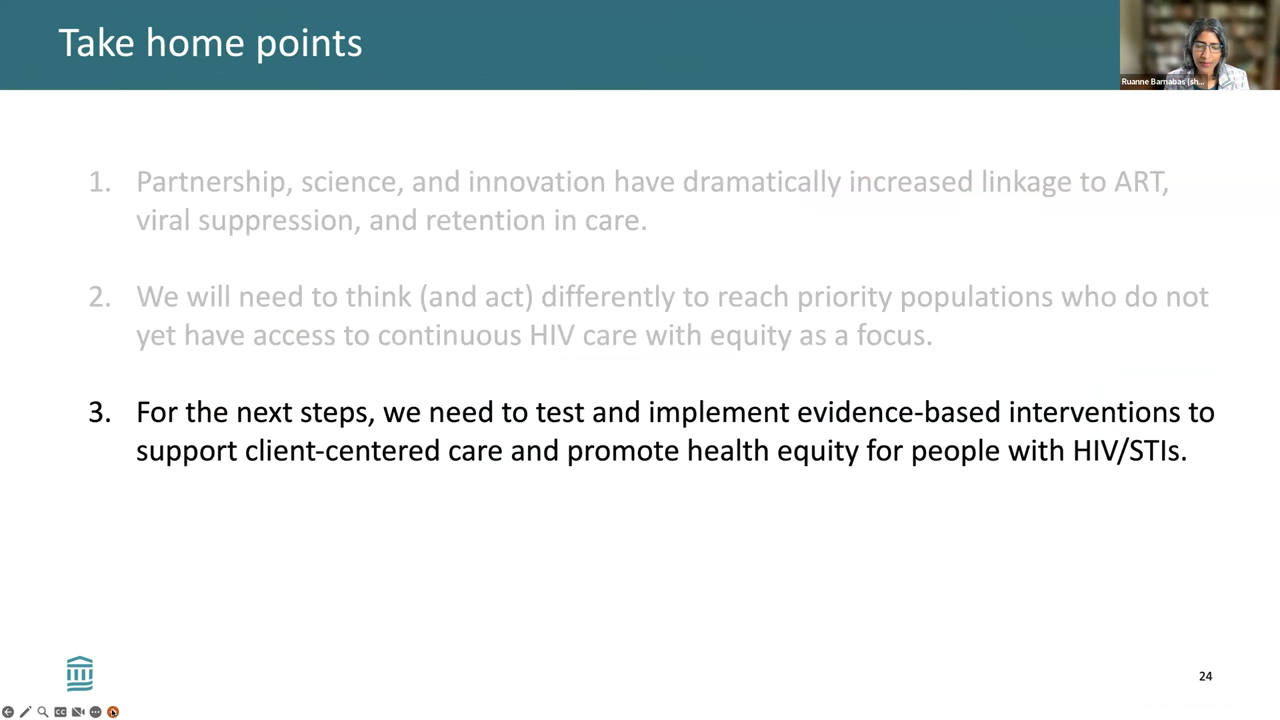 Take home points
Ruanne Barnabas (sh...
1. Partnership, science, and innovation have dramatically increased linkage to ART,
viral suppression, and retention in care.
2. We will need to think (and act) differently to reach priority populations who do not
yet have access to continuous HIV care with equity as a focus.
3. For the next steps, we need to test and implement evidence-based interventions to
support client-centered care and promote health equity for people with HIV/STIs.
24